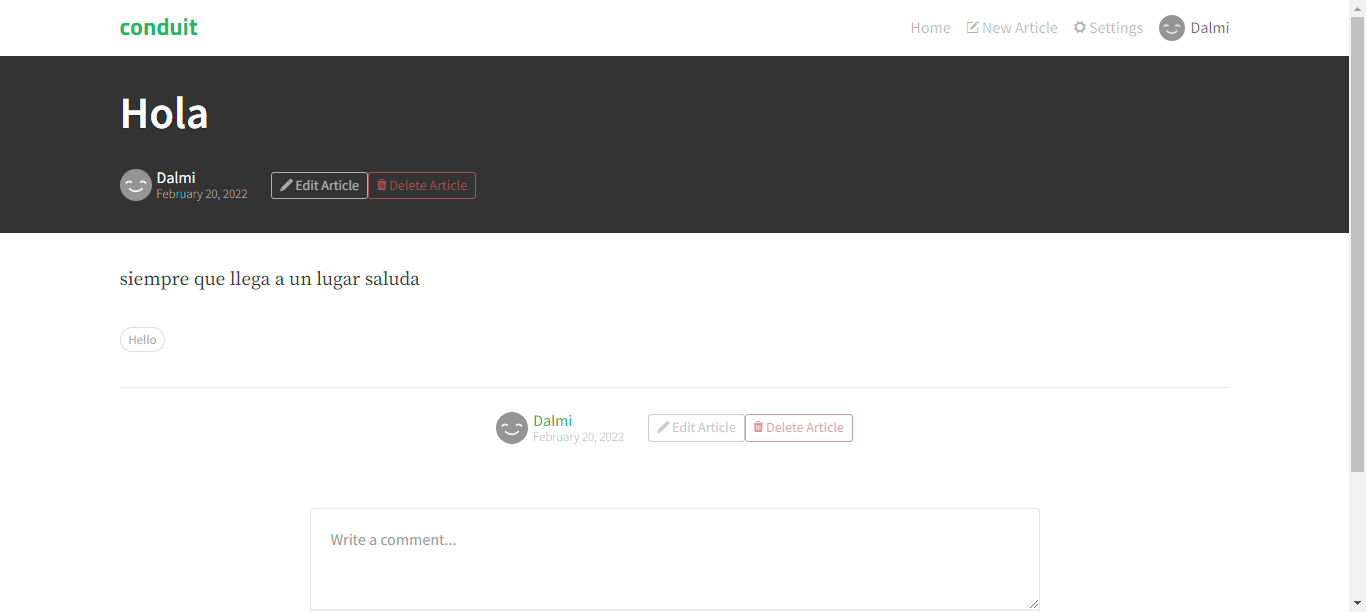 conduit
Home New Article Settings Dalmi
Hola
Dalmi
February 20, 2022
Edit Article Delete Article
siempre que llega a un lugar saluda
Hello
Dalmi
February 20, 2022
Edit Article Delete Article
Write a comment...